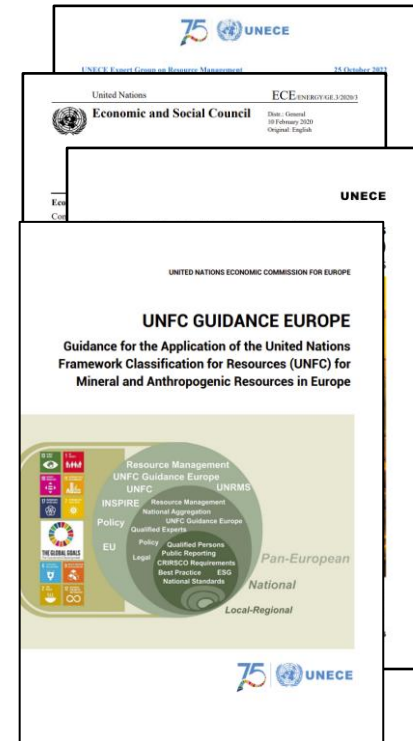 75 UNECE
UNECE Expert Group on Resource Management 25 October 2022
United Nations ECE/ENERGY/GE.3/2020/3
Economic and Social Council
Distr.: General
10 February 2020
Original: English
UNECE
Eco
Com
UNITED NATIONS ECONOMIC COMMISSION FOR EUROPE
UNFC GUIDANCE EUROPE
Guidance for the Application of the United Nations
Framework Classification for Resources (UNFC) for
Mineral and Anthropogenic Resources in Europe
Resource Management
UNFC Guidance Europe
UNFC UNRMS
INSPIRE Resource Management
National Aggregation
Policy UNFC Guidance Europe
Qualified Experts
EU Policy Qualified Persons
Legal Public Reporting
CRIRSCO Requirements
Best Practice ESG
National Standards
THE GLOBAL GOALS
Pan-European
National
Local-Regional
75 UNECE